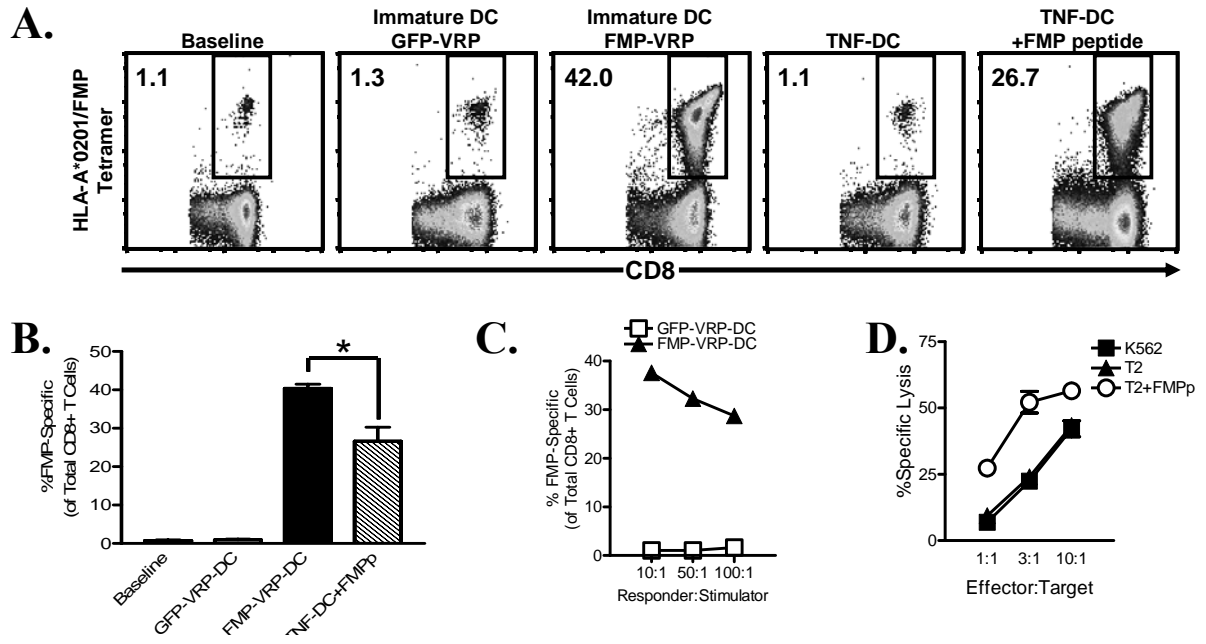 A.
Baseline
Immature DC
GFP-VRP
Immature DC
FMP-VRP
TNF-DC
TNF-DC
+FMP peptide
HLA-A*0201/FMP
Tetramer
1.1
1.3
42.0
1.1
26.7
CD8
B.
%FMP-Specific
(of Total CD8+ T Cells)
50
40
30
20
10
0
*
Baseline
GFP-VRP-DC
FMP-VRP-DC
TNF-DC+FMPp
C.
GFP-VRP-DC
FMP-VRP-DC
% FMP-Specific
(of Total CD8+ T Cells)
40
30
20
10
0
10:1 50:1 100:1
Responder:Stimulator
D.
K562
T2
T2+FMPp
%Specific Lysis
75
50
25
0
1:1 3:1 10:1
Effector:Target